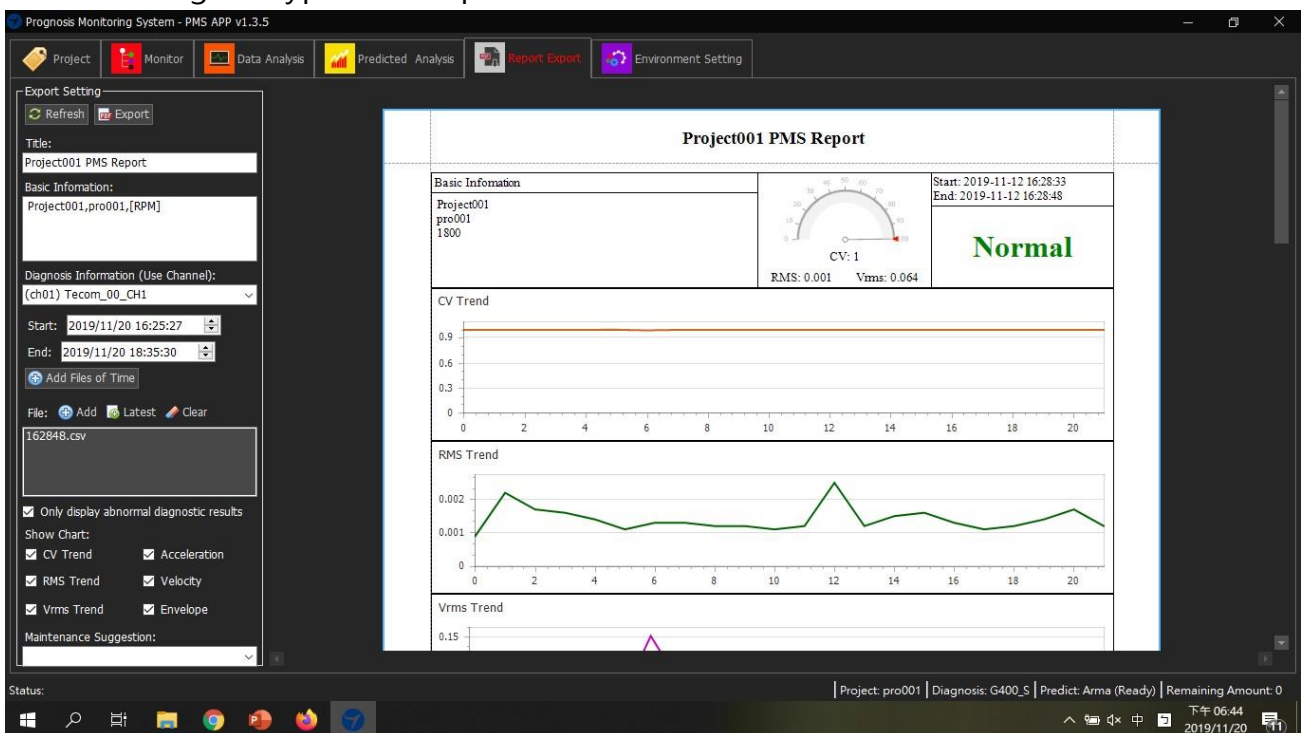 Prognosis Monitoring System - PMS APP v1.3.5
Project
Monitor
Data Analysis
Predicted Analysis
Report Export
Environment Setting
Export Setting
Refresh
Export
Title:
Project001 PMS Report
Basic Infomation:
Project001,pro001,[RPM]
Diagnosis Information (Use Channel):
(ch01) Tecom_00_CH1
Start: 2019/11/20 16:25:27
End: 2019/11/20 18:35:30
Add Files of Time
File: Add Latest Clear
162848.csv
Only display abnormal diagnostic results
Show Chart:
CV Trend Acceleration
RMS Trend Velocity
Vrms Trend Envelope
Maintenance Suggestion:
Project001 PMS Report
Basic Infomation
Project001
pro001
1800
CV: 1
RMS: 0.001 Vrms: 0.064
Start: 2019-11-12 16:28:33
End: 2019-11-12 16:28:48
Normal
CV Trend
0.9
0.6
0.3
0
0 2 4 6 8 10 12 14 16 18 20
RMS Trend
0.002
0.001
0
0 2 4 6 8 10 12 14 16 18 20
Vrms Trend
0.15
Status:
Project: pro001 Diagnosis: G400_S Predict: Arma (Ready) Remaining Amount: 0
中
下午 06:44
2019/11/20
11